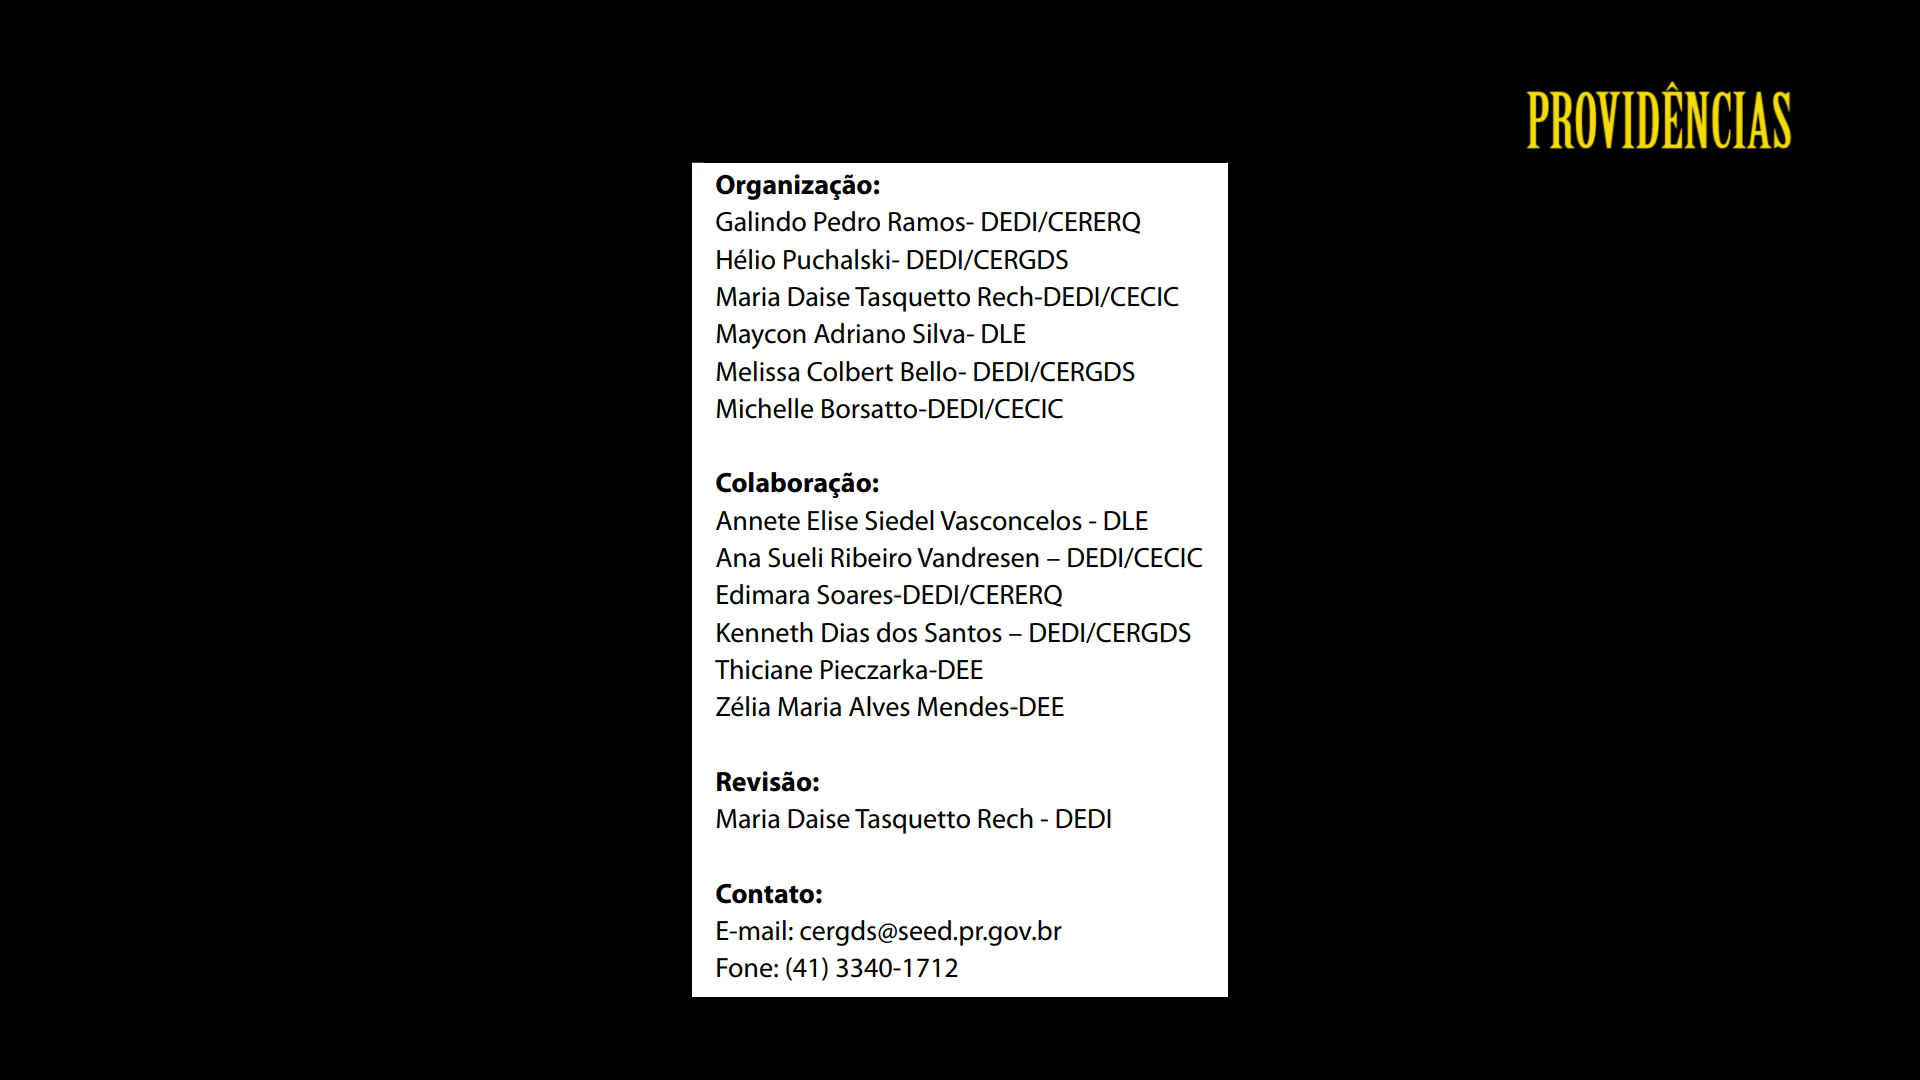 PROVIDÊNCIAS
Organização:
Galindo Pedro Ramos- DEDI/CERERQ
Hélio Puchalski- DEDI/CERGDS
Maria Daise Tasquetto Rech-DEDI/CECIC
Maycon Adriano Silva- DLE
Melissa Colbert Bello- DEDI/CERGDS
Michelle Borsatto-DEDI/CECIC
Colaboração:
Annete Elise Siedel Vasconcelos - DLE
Ana Sueli Ribeiro Vandresen – DEDI/CECIC
Edimara Soares-DEDI/CERERQ
Kenneth Dias dos Santos – DEDI/CERGDS
Thiciane Pieczarka-DEE
Zélia Maria Alves Mendes-DEE
Revisão:
Maria Daise Tasquetto Rech - DEDI
Contato:
E-mail: cergds@seed.pr.gov.br
Fone: (41) 3340-1712